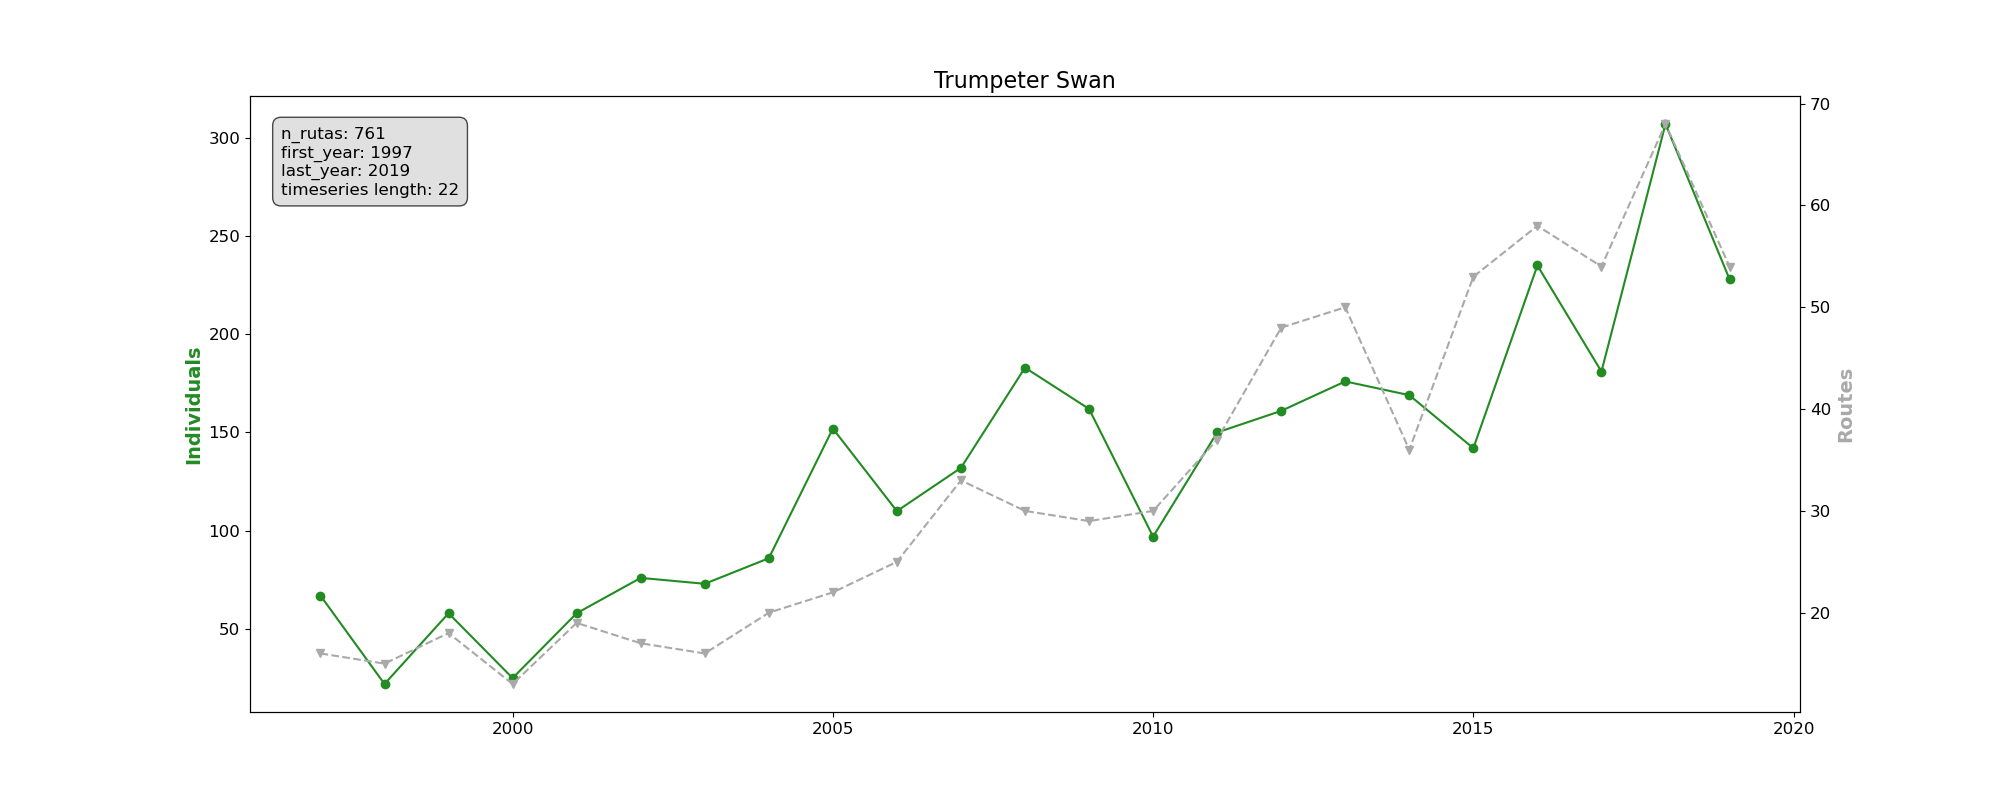 Trumpeter Swan
n_rutas: 761
first_year: 1997
last_year: 2019
timeseries length: 22
300
250
200
150
100
50
Individuals
70
60
50
40
30
20
Routes
2000
2005
2010
2015
2020